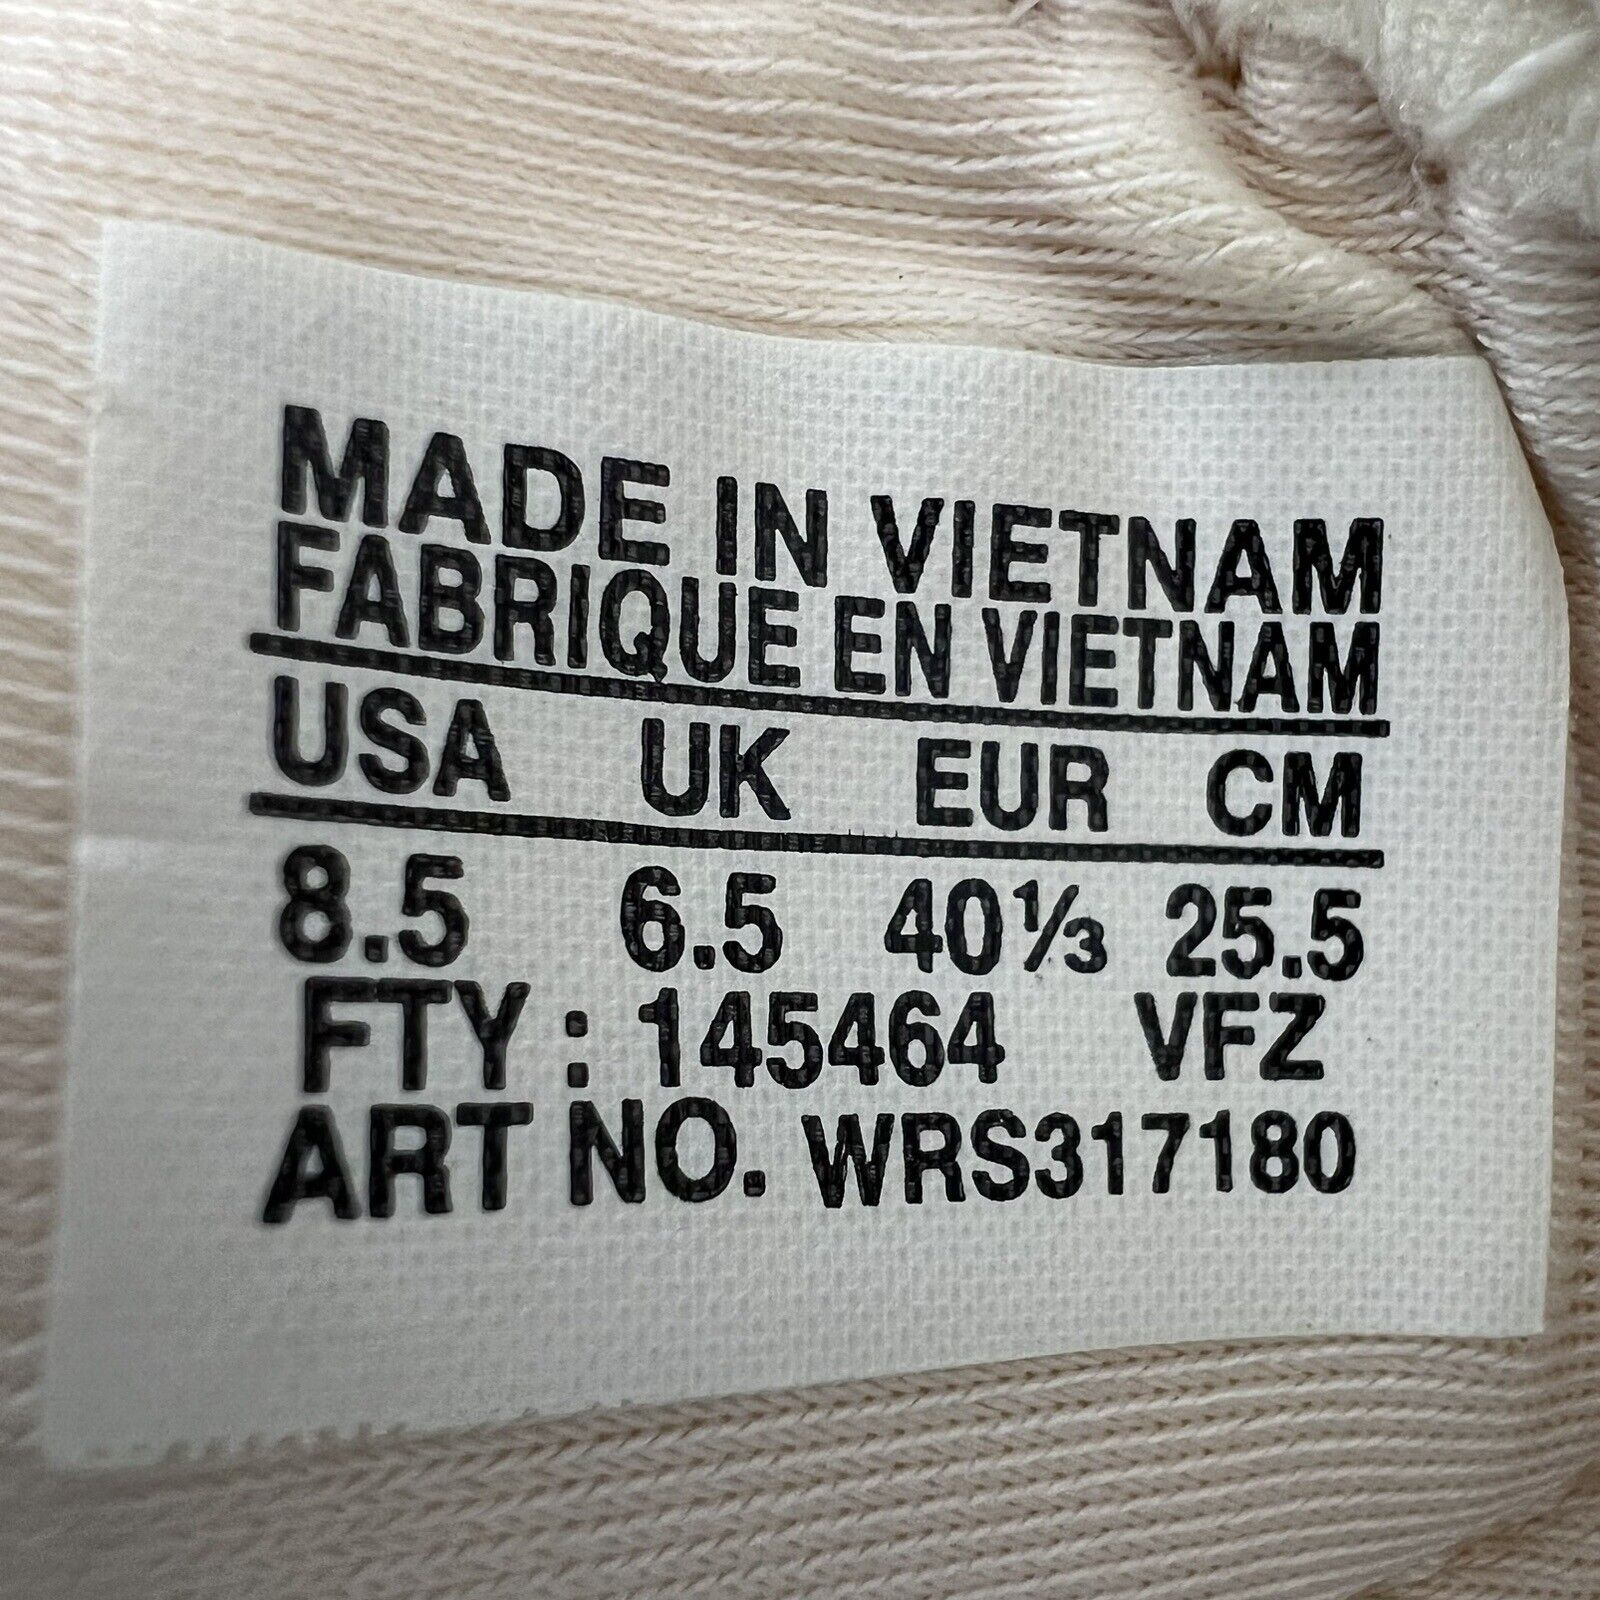 MADE IN VIETNAM
FABRIQUE EN VIETNAM
USA UK EUR CM
8.5 6.5 40⅓ 25.5
FTY : 145464 VFZ
ART NO. WRS317180